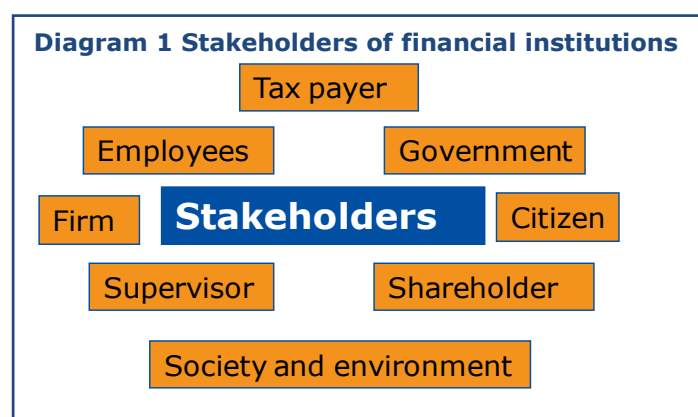 Diagram 1 Stakeholders of financial institutions
Tax payer
Employees
Government
Firm
Stakeholders
Citizen
Supervisor
Shareholder
Society and environment